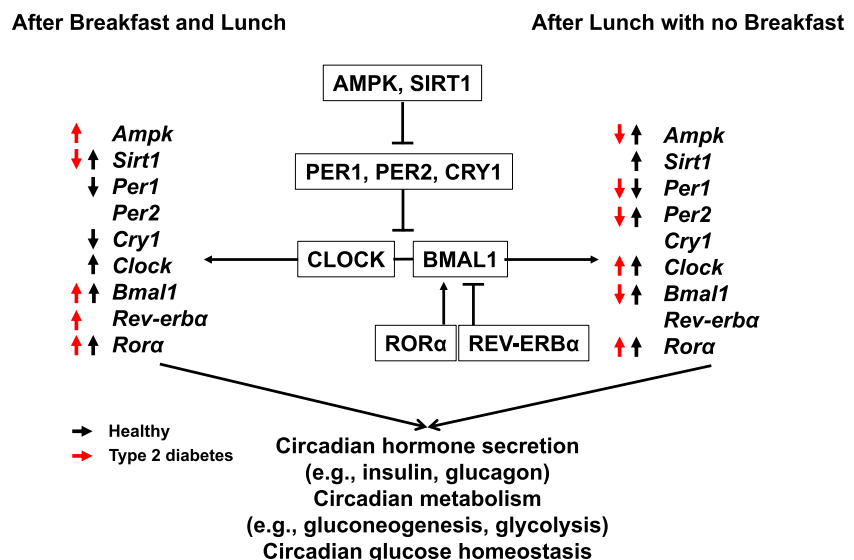 After Breakfast and Lunch
After Lunch with no Breakfast
AMPK, SIRT1
PER1, PER2, CRY1
CLOCK
BMAL1
RORα
REV-ERBα
Ampk
Sirt1
Per1
Per2
Cry1
Clock
Bmal1
Rev-erbα
Rorα
Ampk
Sirt1
Per1
Per2
Cry1
Clock
Bmal1
Rev-erbα
Rorα
Healthy
Type 2 diabetes
Circadian hormone secretion
(e.g., insulin, glucagon)
Circadian metabolism
(e.g., gluconeogenesis, glycolysis)
Circadian glucose homeostasis